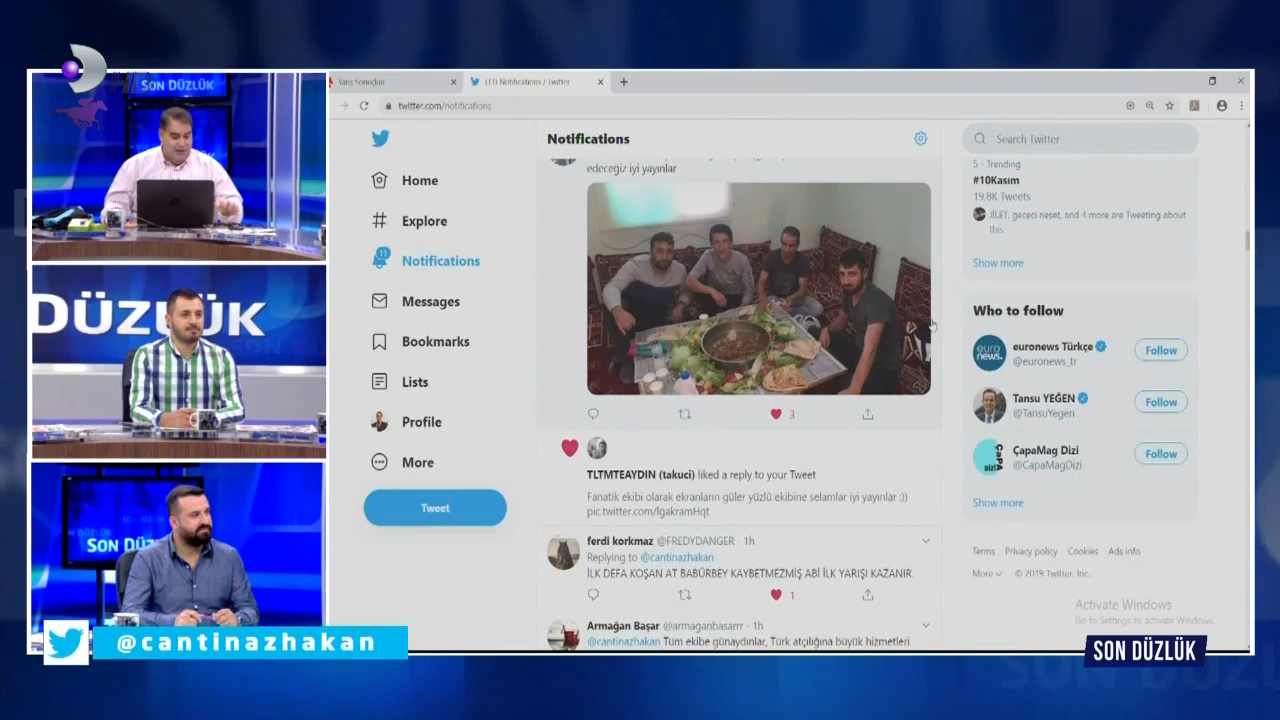 SON DÜZLÜK
DÜZLÜK
SON DÜZLÜK
@cantinazhakan
Yarış Sonuçları
(11) Notifications / Twitter
twitter.com/notifications
Home
Explore
11
Notifications
Messages
Bookmarks
Lists
Profile
More
Tweet
Notifications
edeceğiz iyi yayınlar
3
TLTMTEAYDIN (takuci) liked a reply to your Tweet
Fanatik ekibi olarak ekranların güler yüzlü ekibine selamlar iyi yayınlar :))
pic.twitter.com/lgakramHqt
ferdi korkmaz @FREDYDANGER · 1h
Replying to @cantinazhakan
İLK DEFA KOŞAN AT BABÜRBEY KAYBETMEZMİŞ ABİ İLK YARIŞI KAZANIR.
1
Armağan Başar @armaganbasarrr · 1h
@cantinazhakan Tüm ekibe günaydınlar, Türk atçılığına büyük hizmetleri
Search Twitter
5 · Trending
#10Kasım
19.8K Tweets
JİLET, gececi neset, and 4 more are Tweeting about
this
Show more
Who to follow
euronews Türkçe
@euronews_tr
Follow
Tansu YEĞEN
@TansuYegen
Follow
ÇapaMag Dizi
@CapaMagDizi
Follow
Show more
Terms Privacy policy Cookies Ads info
More © 2019 Twitter, Inc.
Activate Windows
Go to Settings to activate Windows.
SON DÜZLÜK